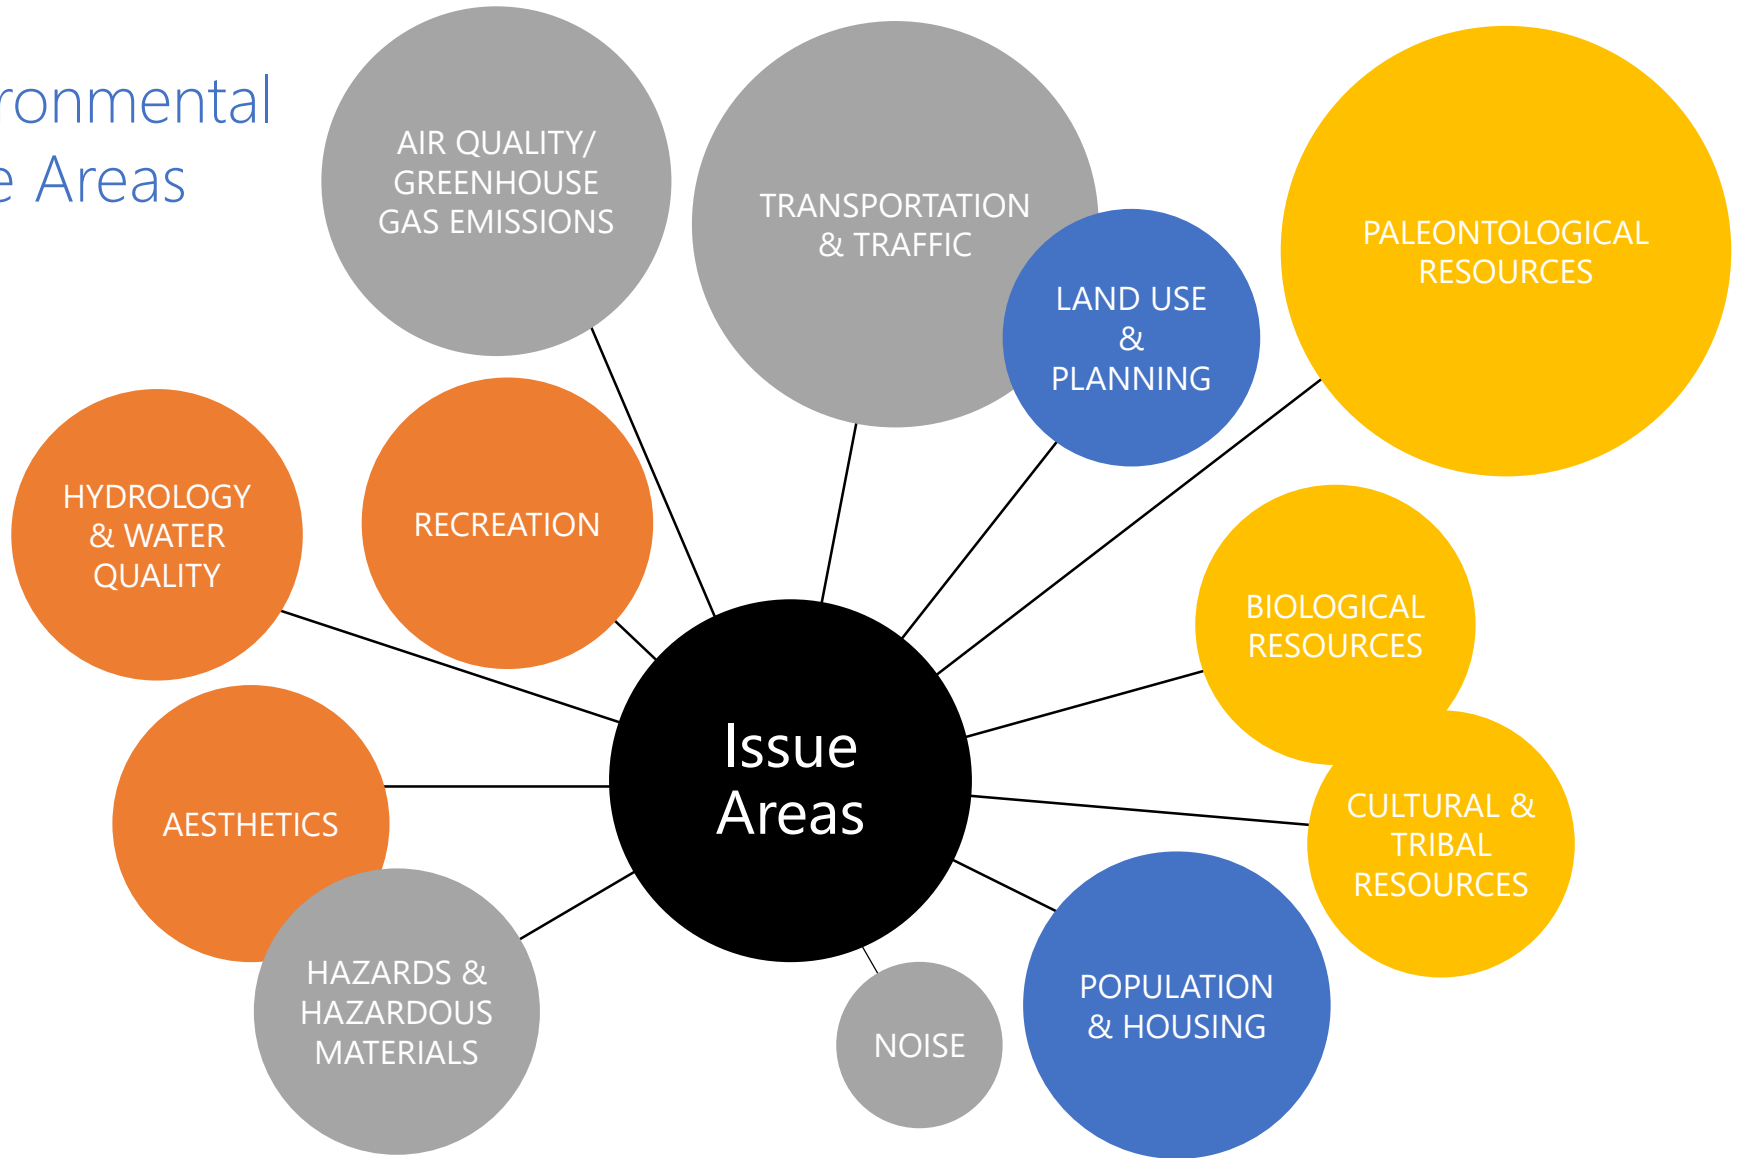 ronmental
e Areas
AIR QUALITY/
GREENHOUSE
GAS EMISSIONS
TRANSPORTATION
& TRAFFIC
LAND USE
&
PLANNING
PALEONTOLOGICAL
RESOURCES
HYDROLOGY
& WATER
QUALITY
RECREATION
BIOLOGICAL
RESOURCES
Issue
Areas
AESTHETICS
CULTURAL &
TRIBAL
RESOURCES
HAZARDS &
HAZARDOUS
MATERIALS
NOISE
POPULATION
& HOUSING